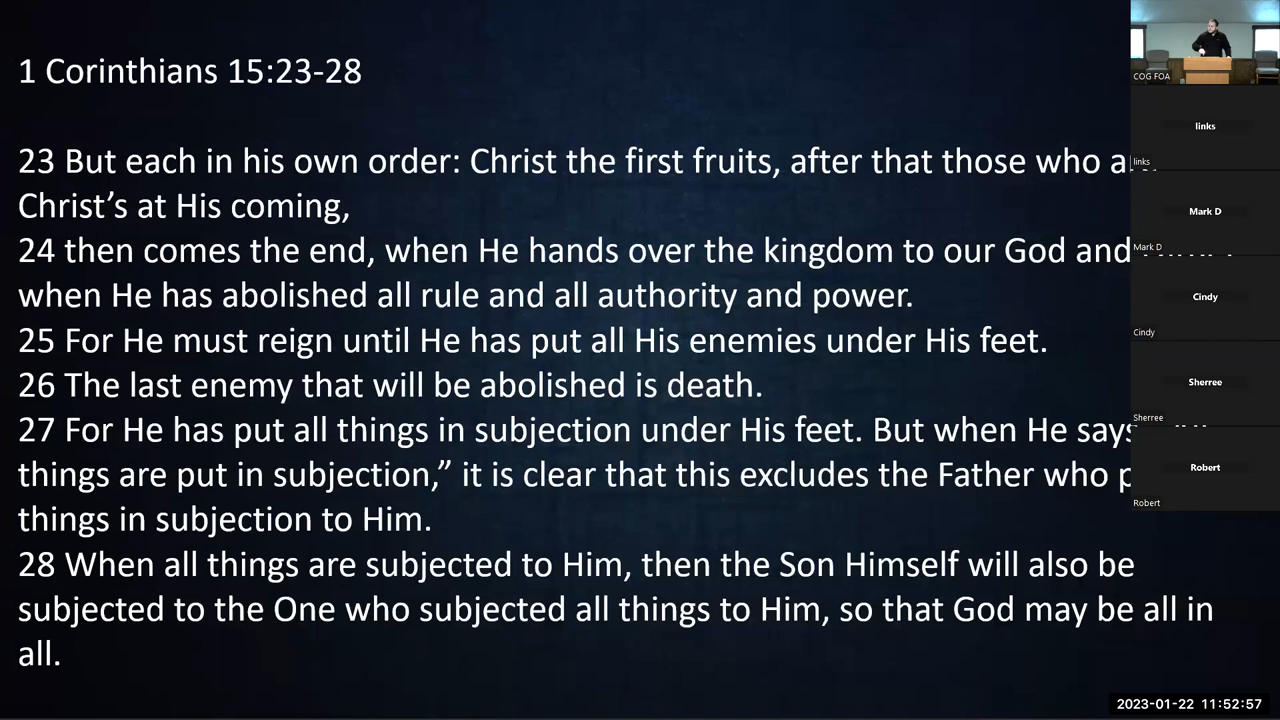 1 Corinthians 15:23-28
23 But each in his own order: Christ the first fruits, after that those who
Christ’s at His coming,
24 then comes the end, when He hands over the kingdom to our God and
when He has abolished all rule and all authority and power.
25 For He must reign until He has put all His enemies under His feet.
26 The last enemy that will be abolished is death.
27 For He has put all things in subjection under His feet. But when He says
things are put in subjection,” it is clear that this excludes the Father who
things in subjection to Him.
28 When all things are subjected to Him, then the Son Himself will also be
subjected to the One who subjected all things to Him, so that God may be all in
all.
COG FOA
links
links
Mark D
Mark D
Cindy
Cindy
Sherree
Sherree
Robert
Robert
2023-01-22 11:52:57